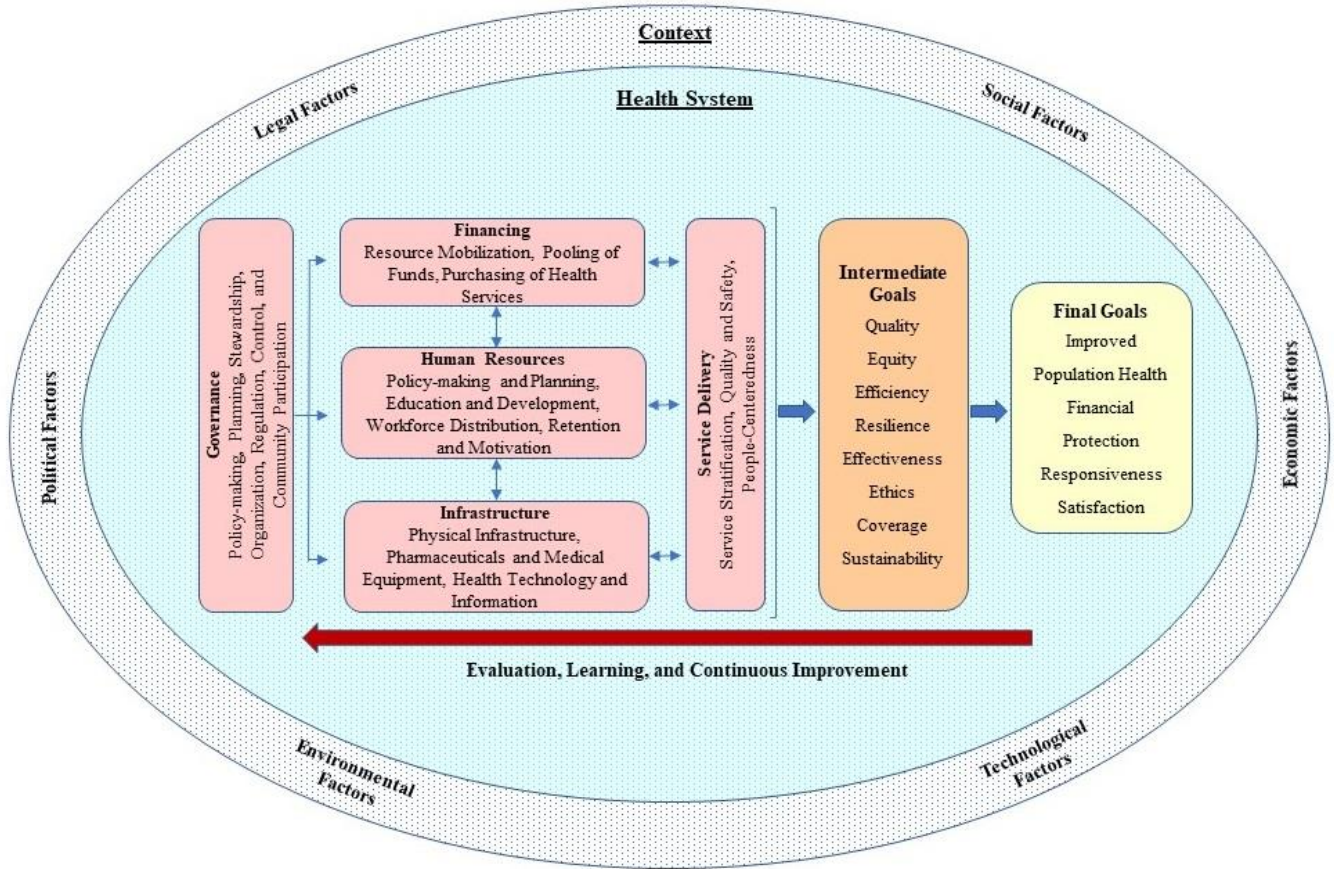 Context
Legal Factors
Social Factors
Health System
Political Factors
Governance
Policy-making, Planning, Stewardship,
Organization, Regulation, Control, and
Community Participation
Financing
Resource Mobilization, Pooling of
Funds, Purchasing of Health
Services
Human Resources
Policy-making and Planning,
Education and Development,
Workforce Distribution, Retention
and Motivation
Infrastructure
Physical Infrastructure,
Pharmaceuticals and Medical
Equipment, Health Technology and
Information
Service Delivery
Service Stratification, Quality and Safety,
People-Centeredness
Intermediate
Goals
Quality
Equity
Efficiency
Resilience
Effectiveness
Ethics
Coverage
Sustainability
Final Goals
Improved
Population Health
Financial
Protection
Responsiveness
Satisfaction
Economic Factors
Evaluation, Learning, and Continuous Improvement
Environmental
Factors
Technological
Factors